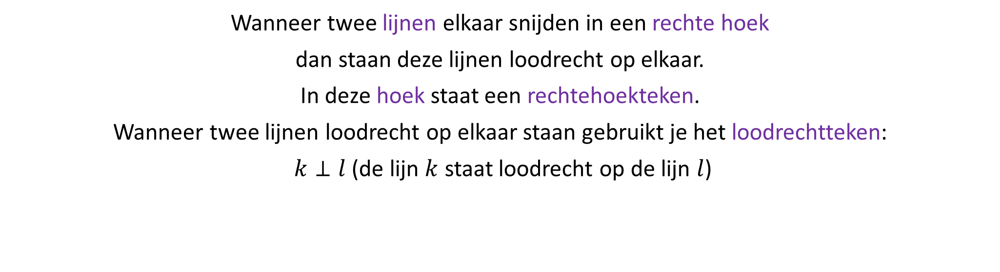 Wanneer twee lijnen elkaar snijden in een rechte hoek
dan staan deze lijnen loodrecht op elkaar.
In deze hoek staat een rechtehoekteken.
Wanneer twee lijnen loodrecht op elkaar staan gebruikt je het loodrechtteken:
k ⊥ l (de lijn k staat loodrecht op de lijn l)